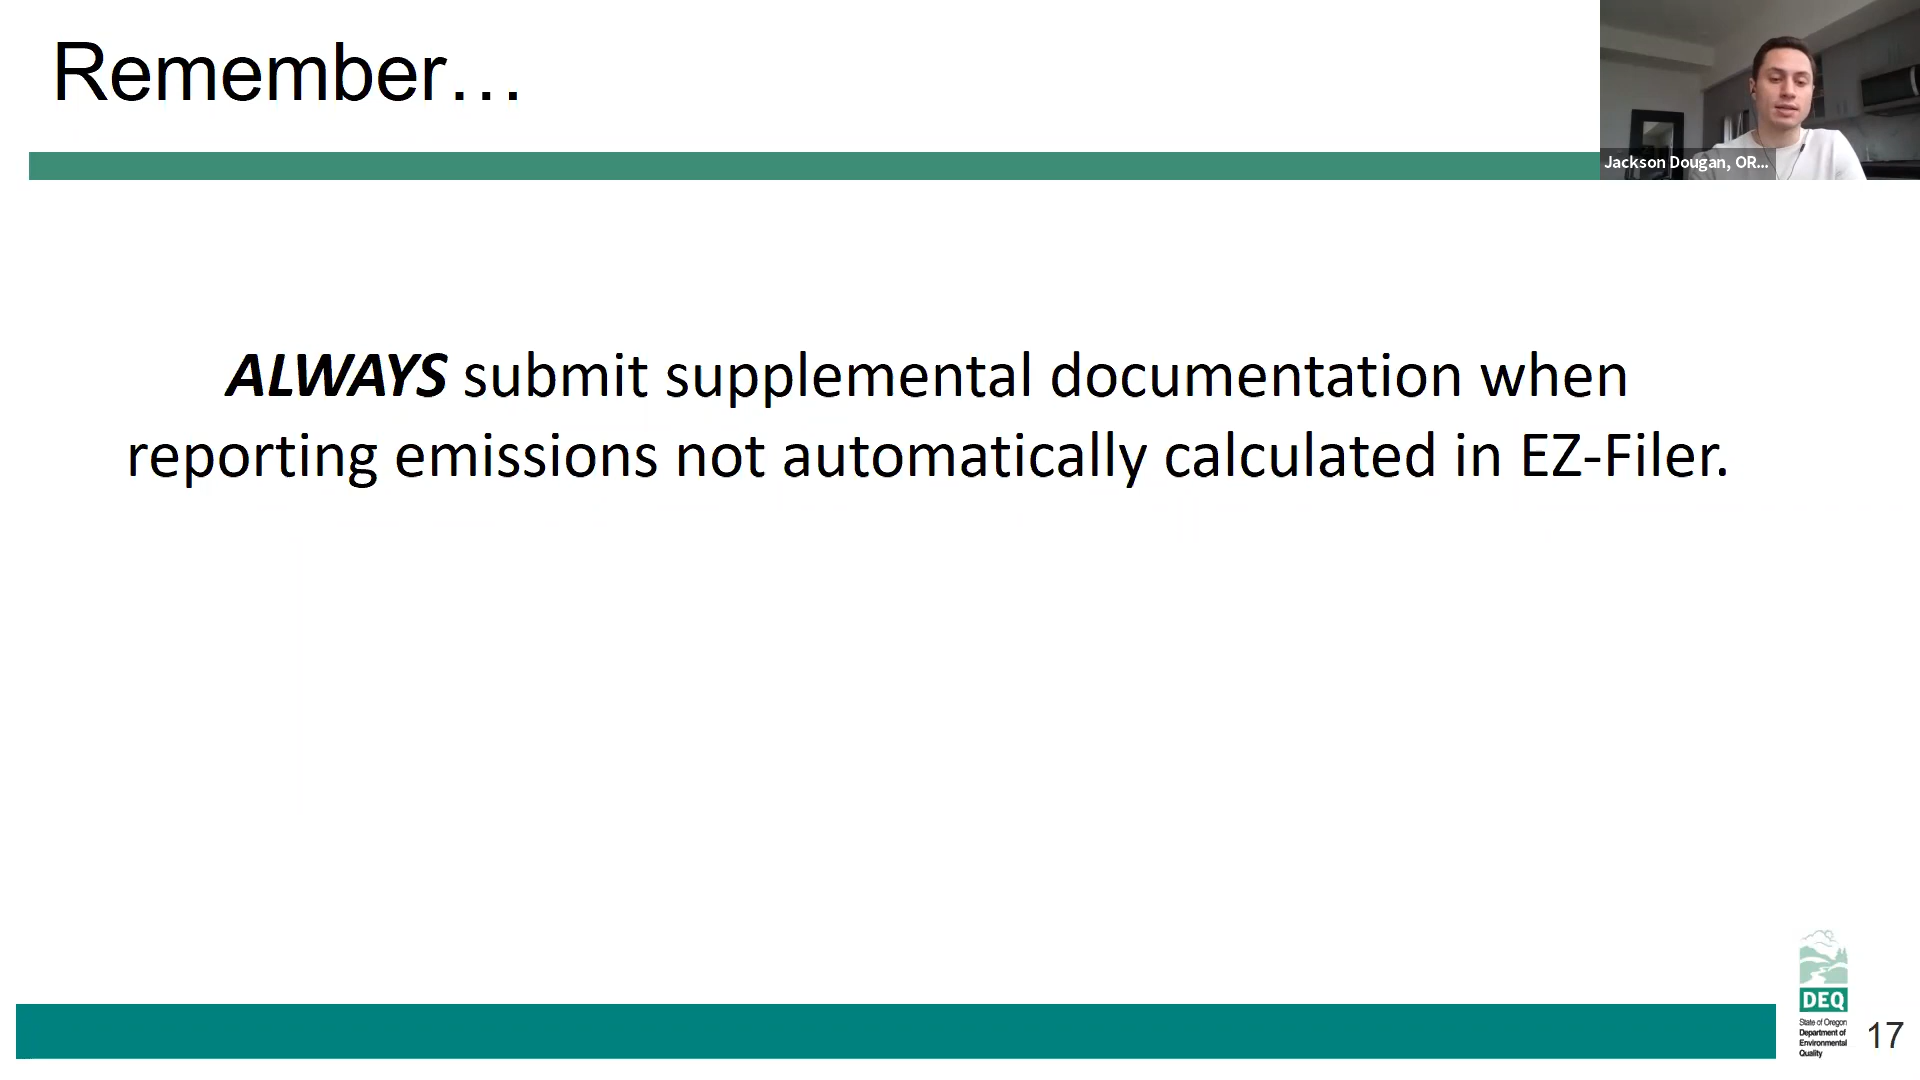 Remember…
Jackson Dougan, OR...
ALWAYS submit supplemental documentation when
reporting emissions not automatically calculated in EZ-Filer.
DEQ
State of Oregon
Department of
Environmental
Quality
17